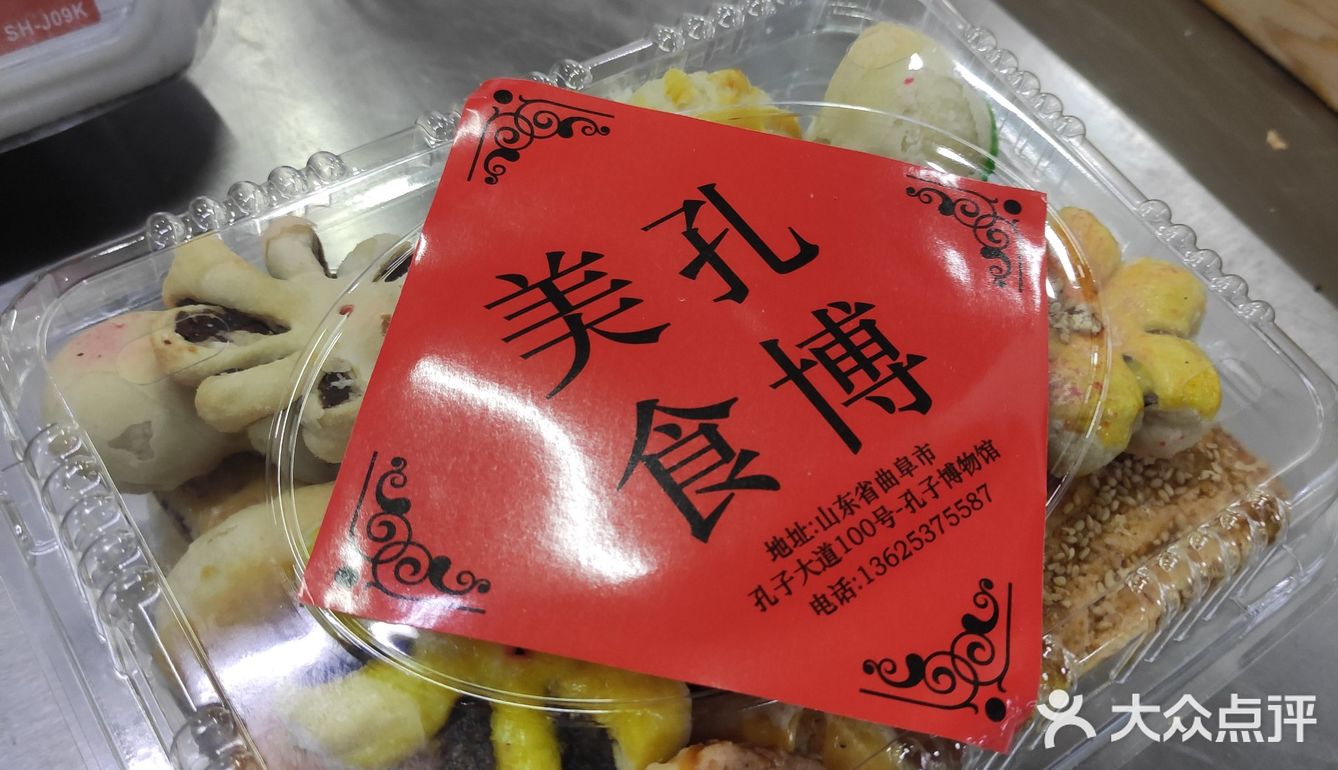 SH-J09K
孔博
美食
地址:山东省曲阜市
孔子大道100号-孔子博物馆
电话:13625375587
大众点评